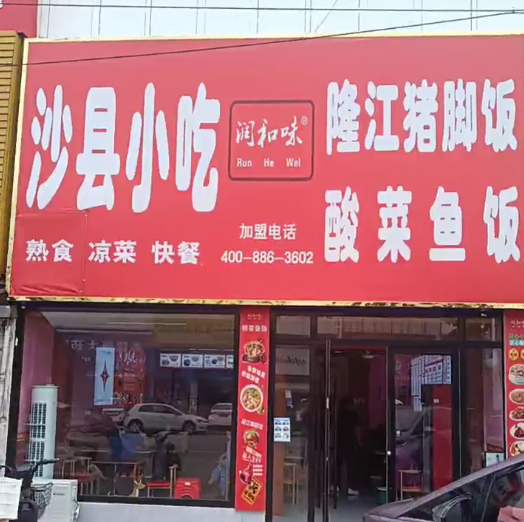 沙县小吃
润和味®
Run He Wei
隆江猪脚饭
酸菜鱼饭
熟食 凉菜 快餐
加盟电话
400-886-3602